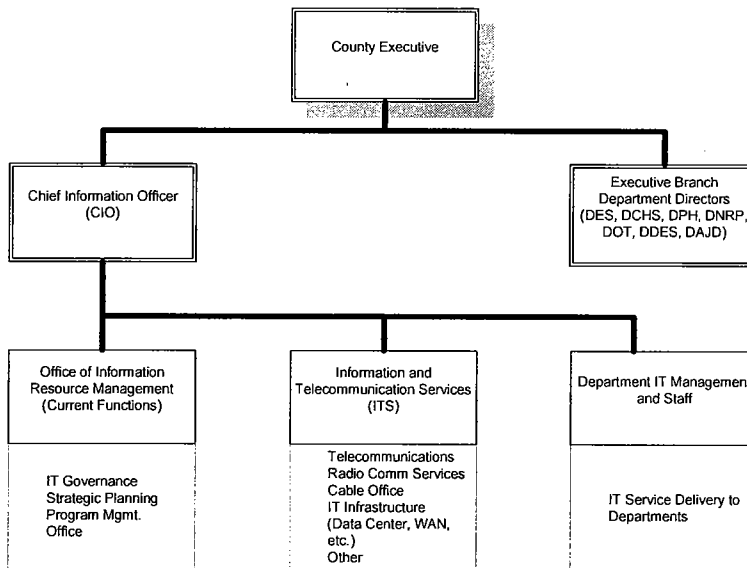 County Executive
Chief Information Officer
(CIO)
Executive Branch
Department Directors
(DES, DCHS, DPH, DNRP,
DOT, DDES, DAJD)
Office of Information
Resource Management
(Current Functions)
Information and
Telecommunication Services
(ITS)
Department IT Management
and Staff
IT Governance
Strategic Planning
Program Mgmt.
Office
Telecommunications
Radio Comm Services
Cable Office
IT Infrastructure
(Data Center, WAN,
etc.)
Other
IT Service Delivery to
Departments